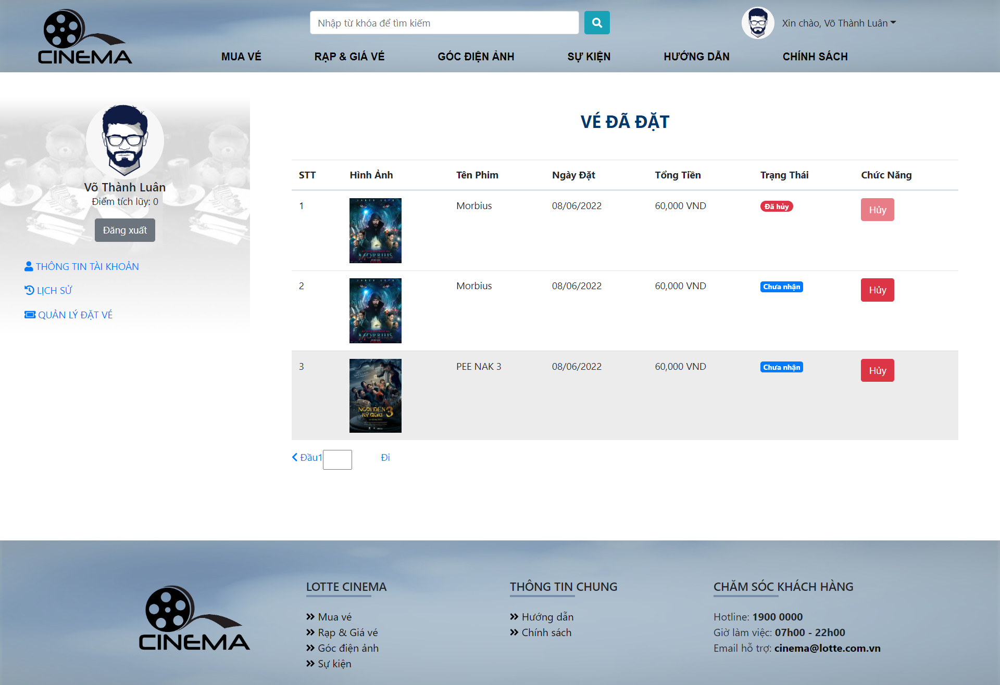 CINEMA
Nhập từ khóa để tìm kiếm
Xin chào, Võ Thành Luân
MUA VÉ RẠP & GIÁ VÉ GÓC ĐIỆN ẢNH SỰ KIỆN HƯỚNG DẪN CHÍNH SÁCH
Võ Thành Luân
Điểm tích lũy: 0
Đăng xuất
THÔNG TIN TÀI KHOẢN
LỊCH SỬ
QUẢN LÝ ĐẶT VÉ
VÉ ĐÃ ĐẶT
STT Hình Ảnh Tên Phim Ngày Đặt Tổng Tiền Trạng Thái Chức Năng
1 Morbius 08/06/2022 60,000 VND Đã hủy Hủy
JARED LETO
MORBIUS
2 Morbius 08/06/2022 60,000 VND Chưa nhận Hủy
JARED LETO
MORBIUS
3 PEE NAK 3 08/06/2022 60,000 VND Chưa nhận Hủy
NGÔI ĐỀN
KỲ QUÁI 3
Đầu 1 Đi
CINEMA
LOTTE CINEMA
Mua vé
Rạp & Giá vé
Góc điện ảnh
Sự kiện
THÔNG TIN CHUNG
Hướng dẫn
Chính sách
CHĂM SÓC KHÁCH HÀNG
Hotline: 1900 0000
Giờ làm việc: 07h00 - 22h00
Email hỗ trợ: cinema@lotte.com.vn